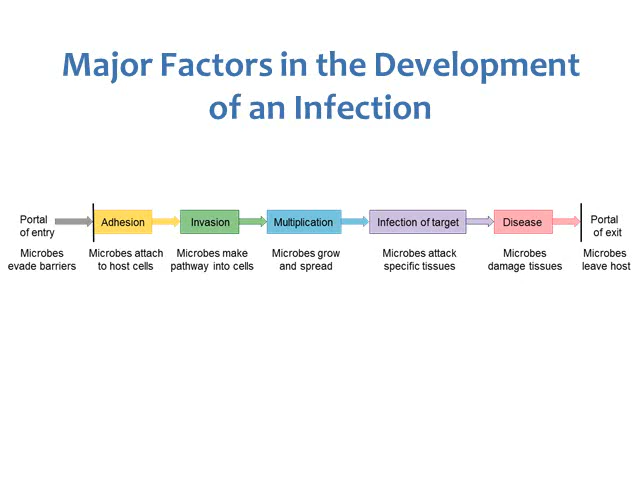 Major Factors in the Development
of an Infection
Portal
of entry
Adhesion
Invasion
Multiplication
Infection of target
Disease
Portal
of exit
Microbes
evade barriers
Microbes attach
to host cells
Microbes make
pathway into cells
Microbes grow
and spread
Microbes attack
specific tissues
Microbes
damage tissues
Microbes
leave host